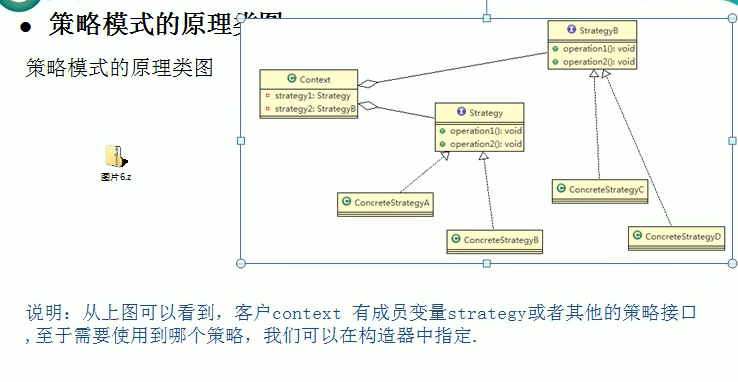 ● 策略模式的原理类图
策略模式的原理类图
图片6.z
I StrategyB
operation1(): void
operation2(): void
C Context
strategy1: Strategy
strategy2: StrategyB
I Strategy
operation1(): void
operation2(): void
C ConcreteStrategyA
C ConcreteStrategyB
C ConcreteStrategyC
C ConcreteStrategyD
说明：从上图可以看到，客户context 有成员变量strategy或者其他的策略接口
,至于需要使用到哪个策略，我们可以在构造器中指定.